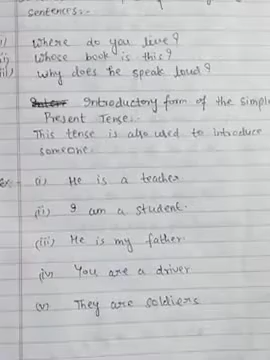 sentences:-
i) Where do you live?
ii) Whose book is this?
iii) Why does he speak loud?
Introductory form of the simple
Present Tense:-
This tense is also used to introduce
someone.
Ex:- (i) He is a teacher.
(ii) I am a student.
(iii) He is my father.
(iv) You are a driver
(v) They are soldiers